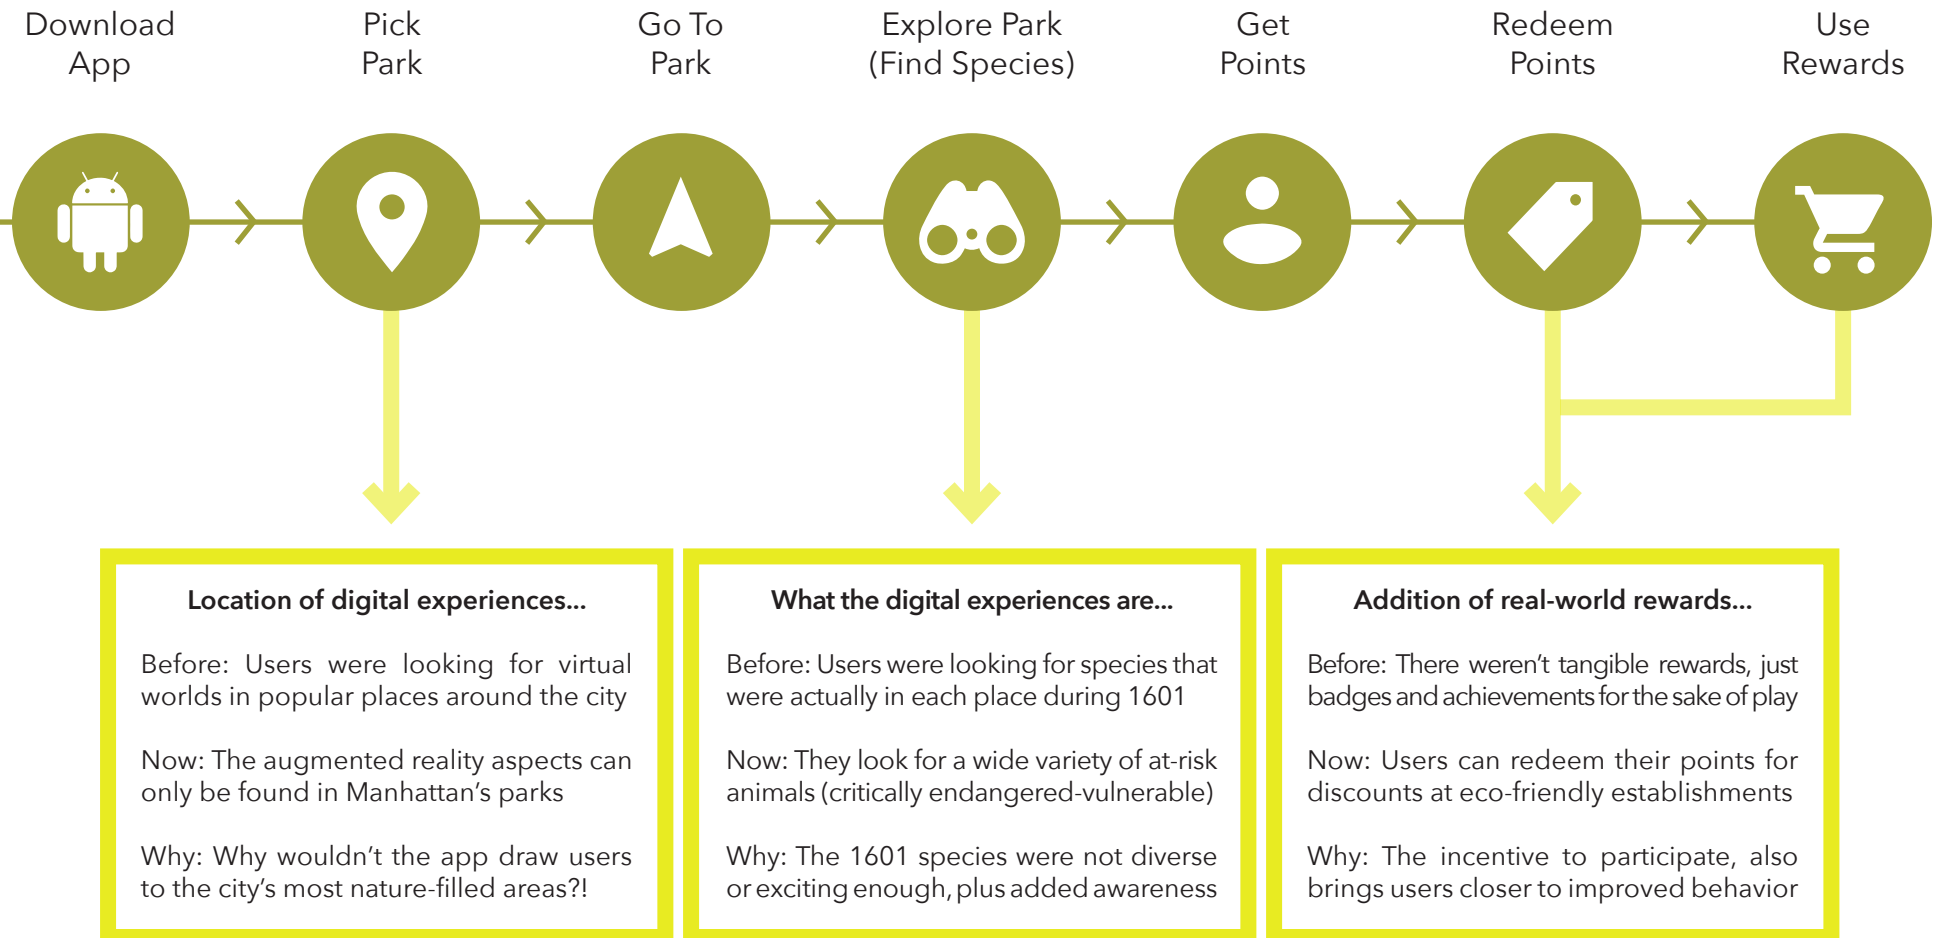 Download
App
Pick
Park
Go To
Park
Explore Park
(Find Species)
Get
Points
Redeem
Points
Use
Rewards
Location of digital experiences...
Before: Users were looking for virtual
worlds in popular places around the city
Now: The augmented reality aspects can
only be found in Manhattan’s parks
Why: Why wouldn’t the app draw users
to the city’s most nature-filled areas?!
What the digital experiences are...
Before: Users were looking for species that
were actually in each place during 1601
Now: They look for a wide variety of at-risk
animals (critically endangered-vulnerable)
Why: The 1601 species were not diverse
or exciting enough, plus added awareness
Addition of real-world rewards...
Before: There weren’t tangible rewards, just
badges and achievements for the sake of play
Now: Users can redeem their points for
discounts at eco-friendly establishments
Why: The incentive to participate, also
brings users closer to improved behavior